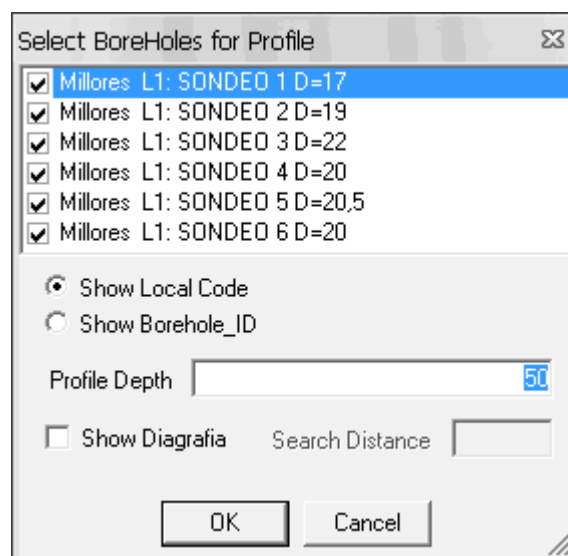 Select BoreHoles for Profile
Millores L1: SONDEO 1 D=17
Millores L1: SONDEO 2 D=19
Millores L1: SONDEO 3 D=22
Millores L1: SONDEO 4 D=20
Millores L1: SONDEO 5 D=20,5
Millores L1: SONDEO 6 D=20
Show Local Code
Show Borehole_ID
Profile Depth 50
Show Diagrafia Search Distance
OK Cancel